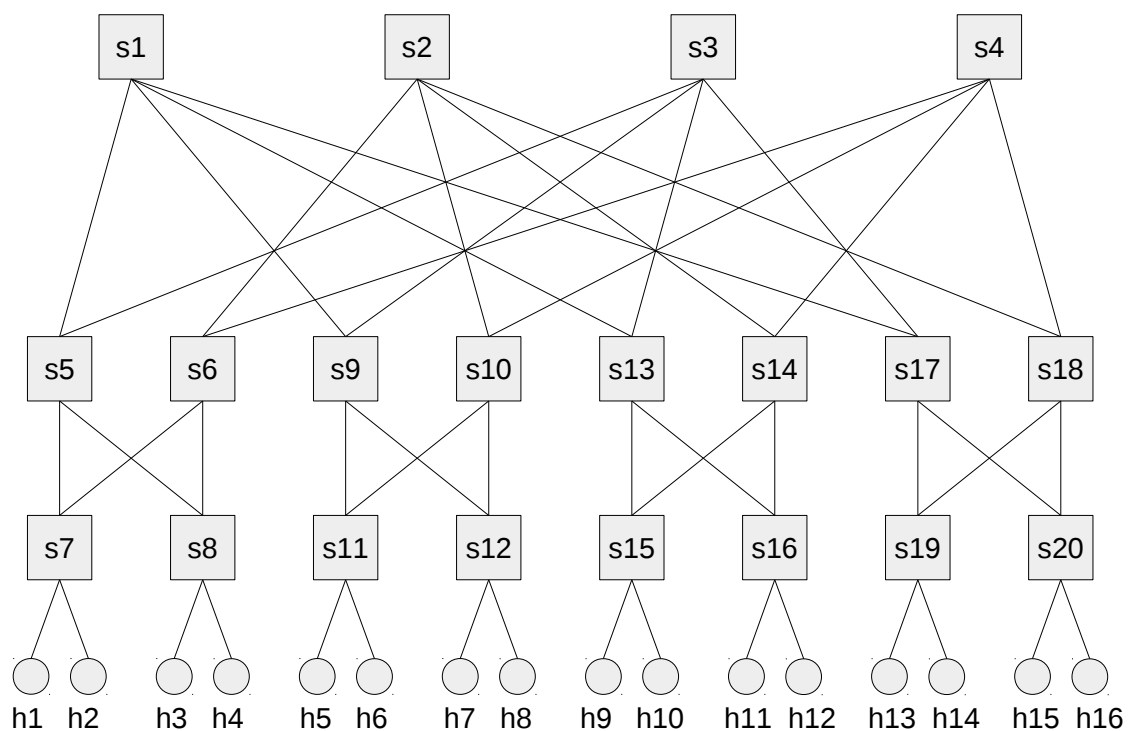 s1 s2 s3 s4
s5 s6 s9 s10 s13 s14 s17 s18
s7 s8 s11 s12 s15 s16 s19 s20
h1 h2 h3 h4 h5 h6 h7 h8 h9 h10 h11 h12 h13 h14 h15 h16